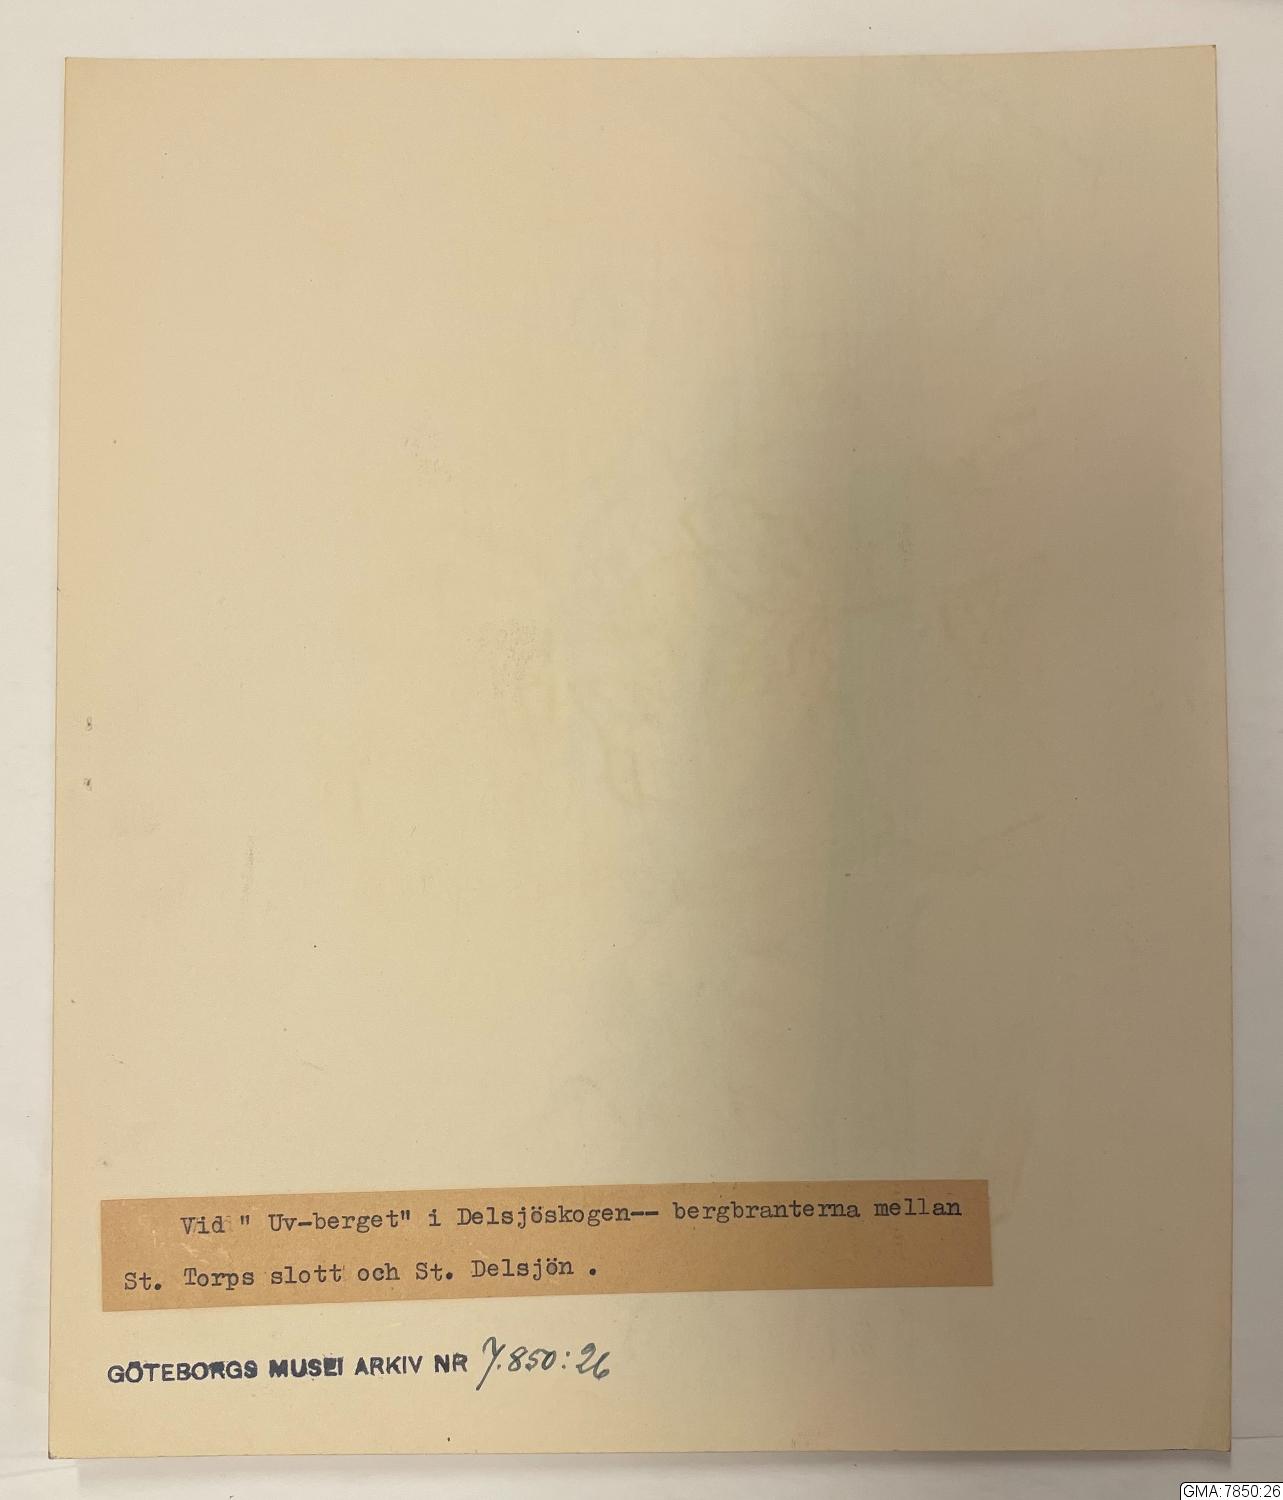 Vid " Uv-berget" i Delsjöskogen-- bergbranterna mellan
St. Torps slott och St. Delsjön .
GÖTEBORGS MUSEI ARKIV NR 7.850:26
GMA:7850:26